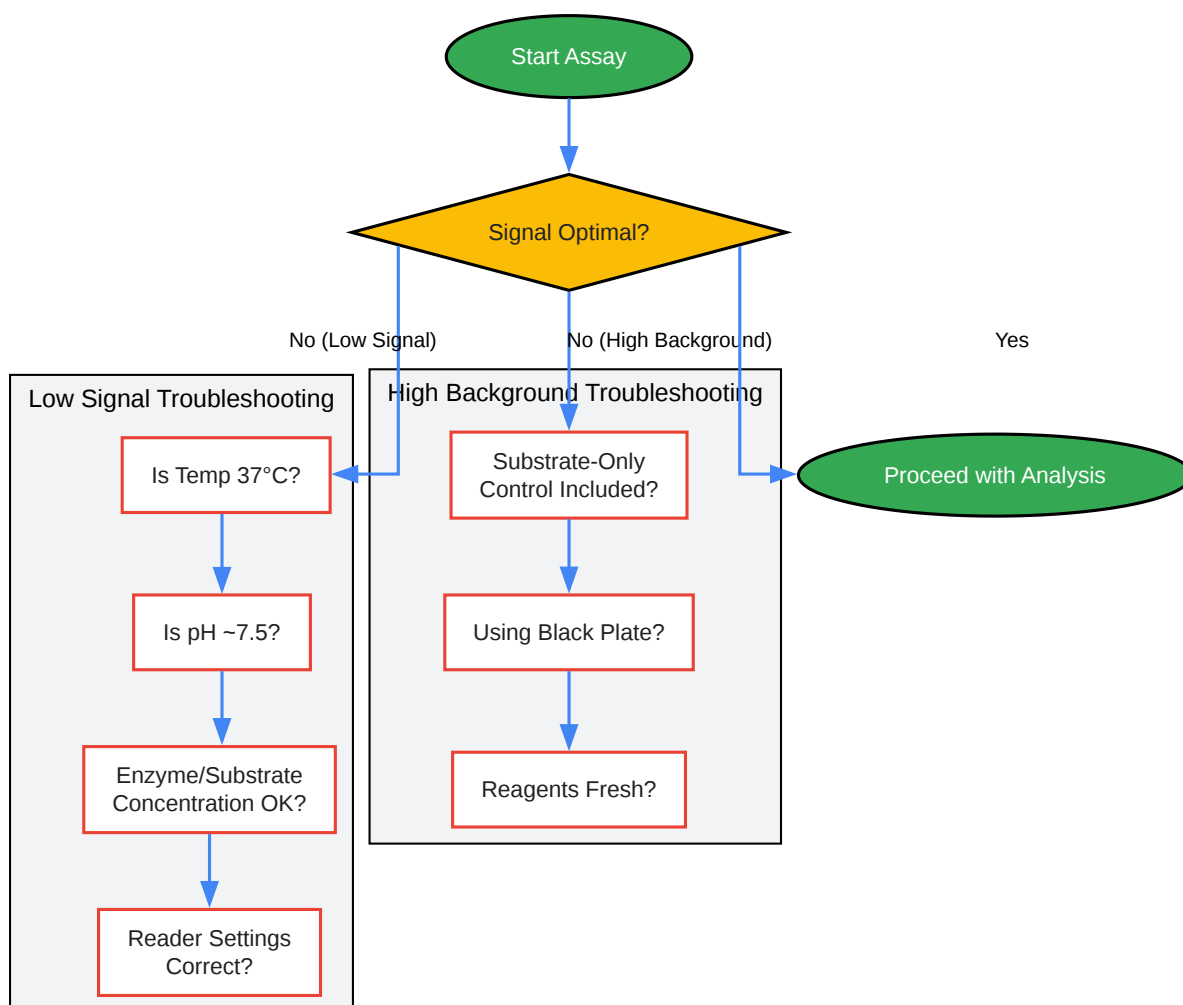 Start Assay
Signal Optimal?
No (Low Signal)
No (High Background)
Yes
Low Signal Troubleshooting
Is Temp 37°C?
Is pH ~7.5?
Enzyme/Substrate
Concentration OK?
Reader Settings
Correct?
High Background Troubleshooting
Substrate-Only
Control Included?
Using Black Plate?
Reagents Fresh?
Proceed with Analysis